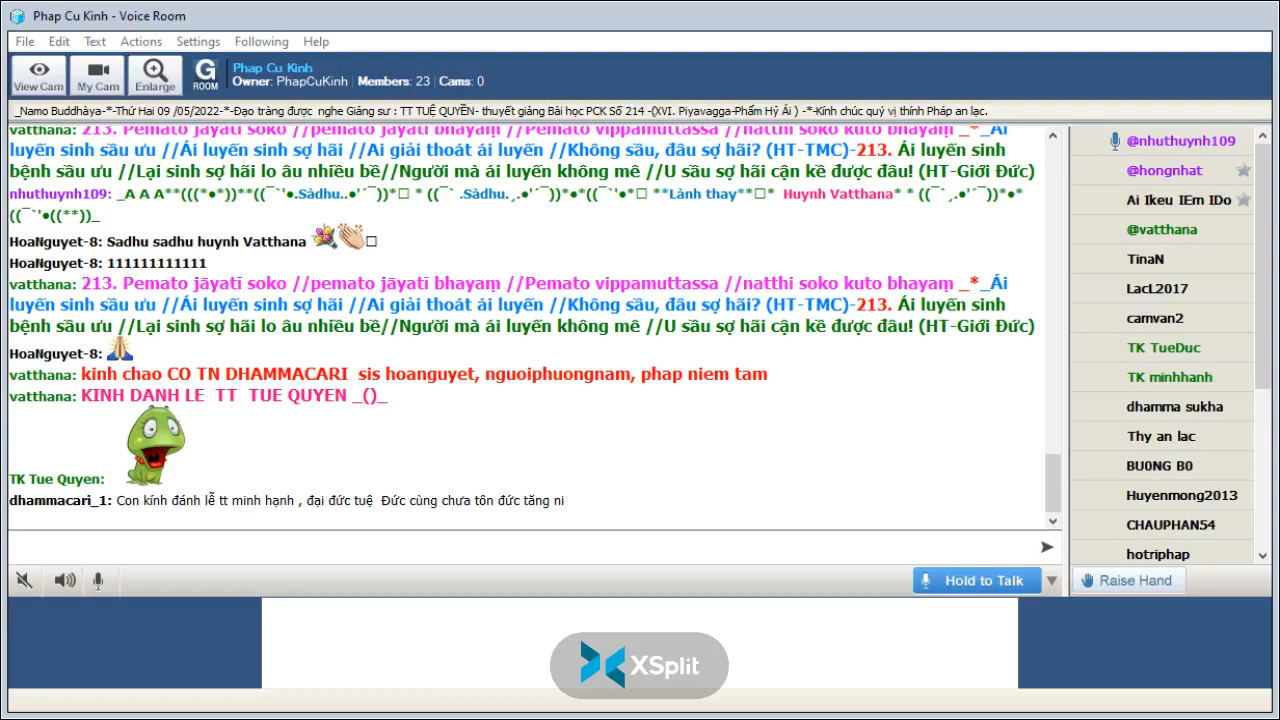 Phap Cu Kinh - Voice Room
File Edit Text Actions Settings Following Help
View Cam My Cam Enlarge G ROOM
Phap Cu Kinh
Owner: PhapCuKinh | Members: 23 | Cams: 0
_Namo Buddhàya-*-Thứ Hai 09 /05/2022-*-Đạo tràng được nghe Giảng sư : TT TUỆ QUYỀN- thuyết giảng Bài học PCK Số 214 -(XVI. Piyavagga-Phẩm Hỷ Ái ) -*-Kính chúc quý vị thính Pháp an lạc.
vatthana: 213. Pemato jāyatī soko //pemato jāyatī bhayaṃ //Pemato vippamuttassa //natthi soko kuto bhayaṃ _*_Ái
luyến sinh sầu ưu //Ái luyến sinh sợ hãi //Ai giải thoát ái luyến //Không sầu, đâu sợ hãi? (HT-TMC)-213. Ái luyến sinh
bệnh sầu ưu //Lại sinh sợ hãi lo âu nhiều bề//Người mà ái luyến không mê //U sầu sợ hãi cận kề được đâu! (HT-Giới Đức)
nhuthuynh109: _A A A**(((*●*))**((¯`'●.Sàdhu..●'´¯))*□ * ((¯` .Sàdhu.¸.●'´¯))*●*((¯`'●*□ **Lành thay**□* Huynh Vatthana* * ((¯`¸.●'´¯))*●*
((¯`'●((**))_
HoaNguyet-8: Sadhu sadhu huynh Vatthana 💐👏□
HoaNguyet-8: 111111111111
vatthana: 213. Pemato jāyatī soko //pemato jāyatī bhayaṃ //Pemato vippamuttassa //natthi soko kuto bhayaṃ _*_Ái
luyến sinh sầu ưu //Ái luyến sinh sợ hãi //Ai giải thoát ái luyến //Không sầu, đâu sợ hãi? (HT-TMC)-213. Ái luyến sinh
bệnh sầu ưu //Lại sinh sợ hãi lo âu nhiều bề//Người mà ái luyến không mê //U sầu sợ hãi cận kề được đâu! (HT-Giới Đức)
HoaNguyet-8: 🙏
vatthana: kinh chao CO TN DHAMMACARI sis hoanguyet, nguoiphuongnam, phap niem tam
vatthana: KINH DANH LE TT TUE QUYEN _()_
TK Tue Quyen:
dhammacari_1: Con kính đánh lễ tt minh hạnh , đại đức tuệ Đức cùng chưa tôn đức tăng ni
@nhuthuynh109
@hongnhat
Ai lkeu IEm IDo
@vatthana
TinaN
LacL2017
camvan2
TK TueDuc
TK minhhanh
dhamma sukha
Thy an lac
BU0NG B0
Huyenmong2013
CHAUPHAN54
hotriphap
Hold to Talk
Raise Hand
XSplit